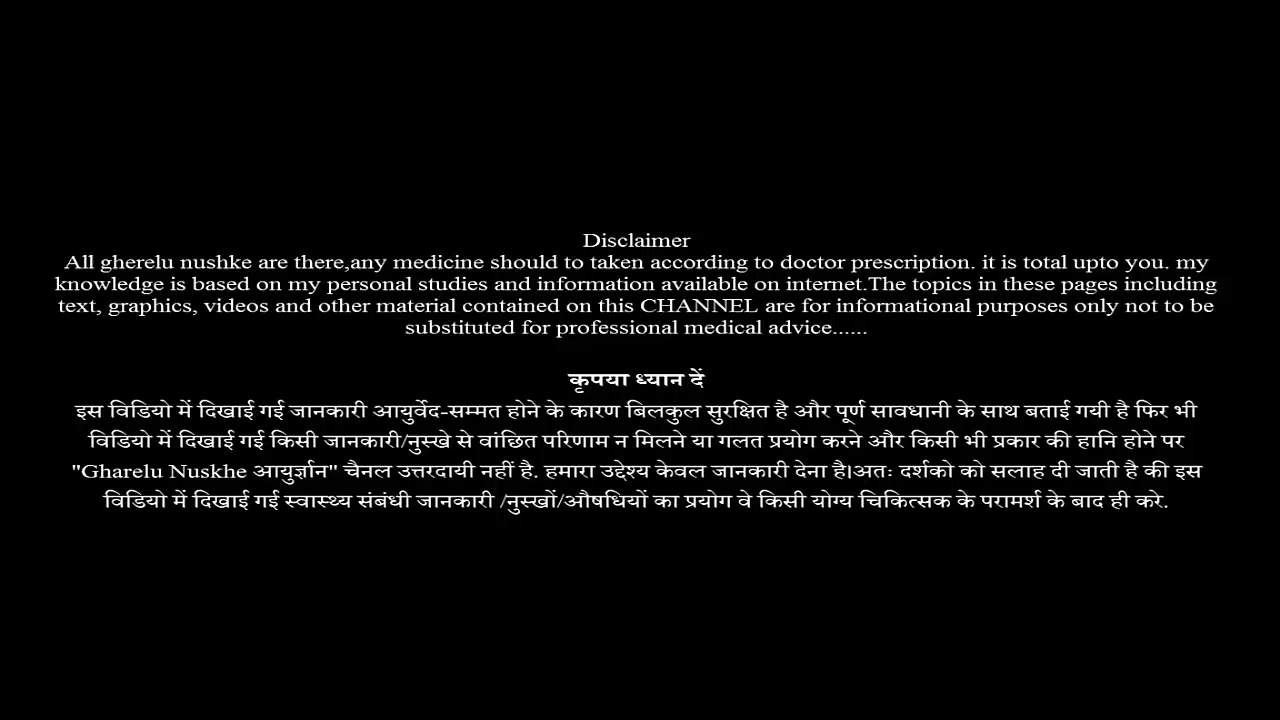 Disclaimer
All gherelu nushke are there,any medicine should to taken according to doctor prescription. it is total upto you. my
knowledge is based on my personal studies and information available on internet.The topics in these pages including
text, graphics, videos and other material contained on this CHANNEL are for informational purposes only not to be
substituted for professional medical advice......
कृपया ध्यान दें
इस विडियो में दिखाई गई जानकारी आयुर्वेद-सम्मत होने के कारण बिलकुल सुरक्षित है और पूर्ण सावधानी के साथ बताई गयी है फिर भी
विडियो में दिखाई गई किसी जानकारी/नुस्खे से वांछित परिणाम न मिलने या गलत प्रयोग करने और किसी भी प्रकार की हानि होने पर
"Gharelu Nuskhe आयुर्ज्ञान" चैनल उत्तरदायी नहीं है. हमारा उद्देश्य केवल जानकारी देना है।अतः दर्शको को सलाह दी जाती है की इस
विडियो में दिखाई गई स्वास्थ्य संबंधी जानकारी /नुस्खों/औषधियों का प्रयोग वे किसी योग्य चिकित्सक के परामर्श के बाद ही करे.